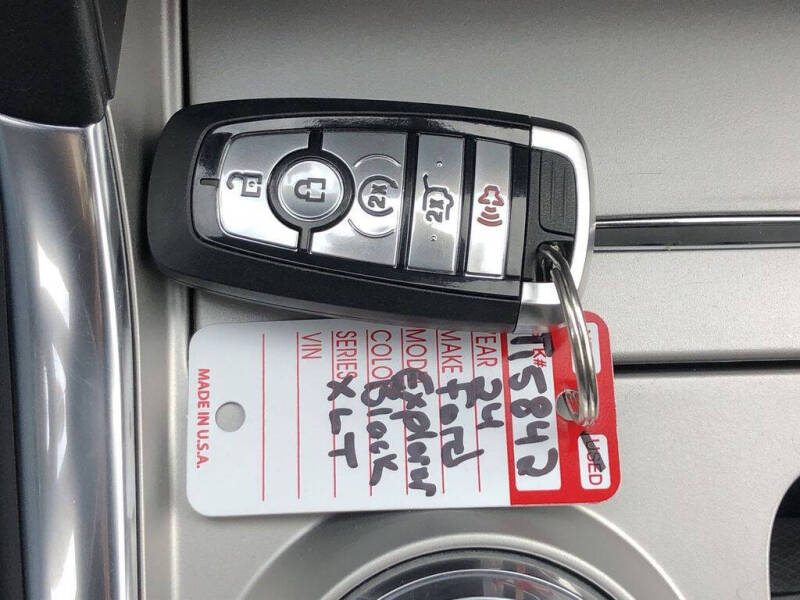 2X
2X
STK# T15842
USED
YEAR 24
MAKE Ford
MODEL Explorer
COLOR Black
SERIES XLT
VIN
MADE IN U.S.A.